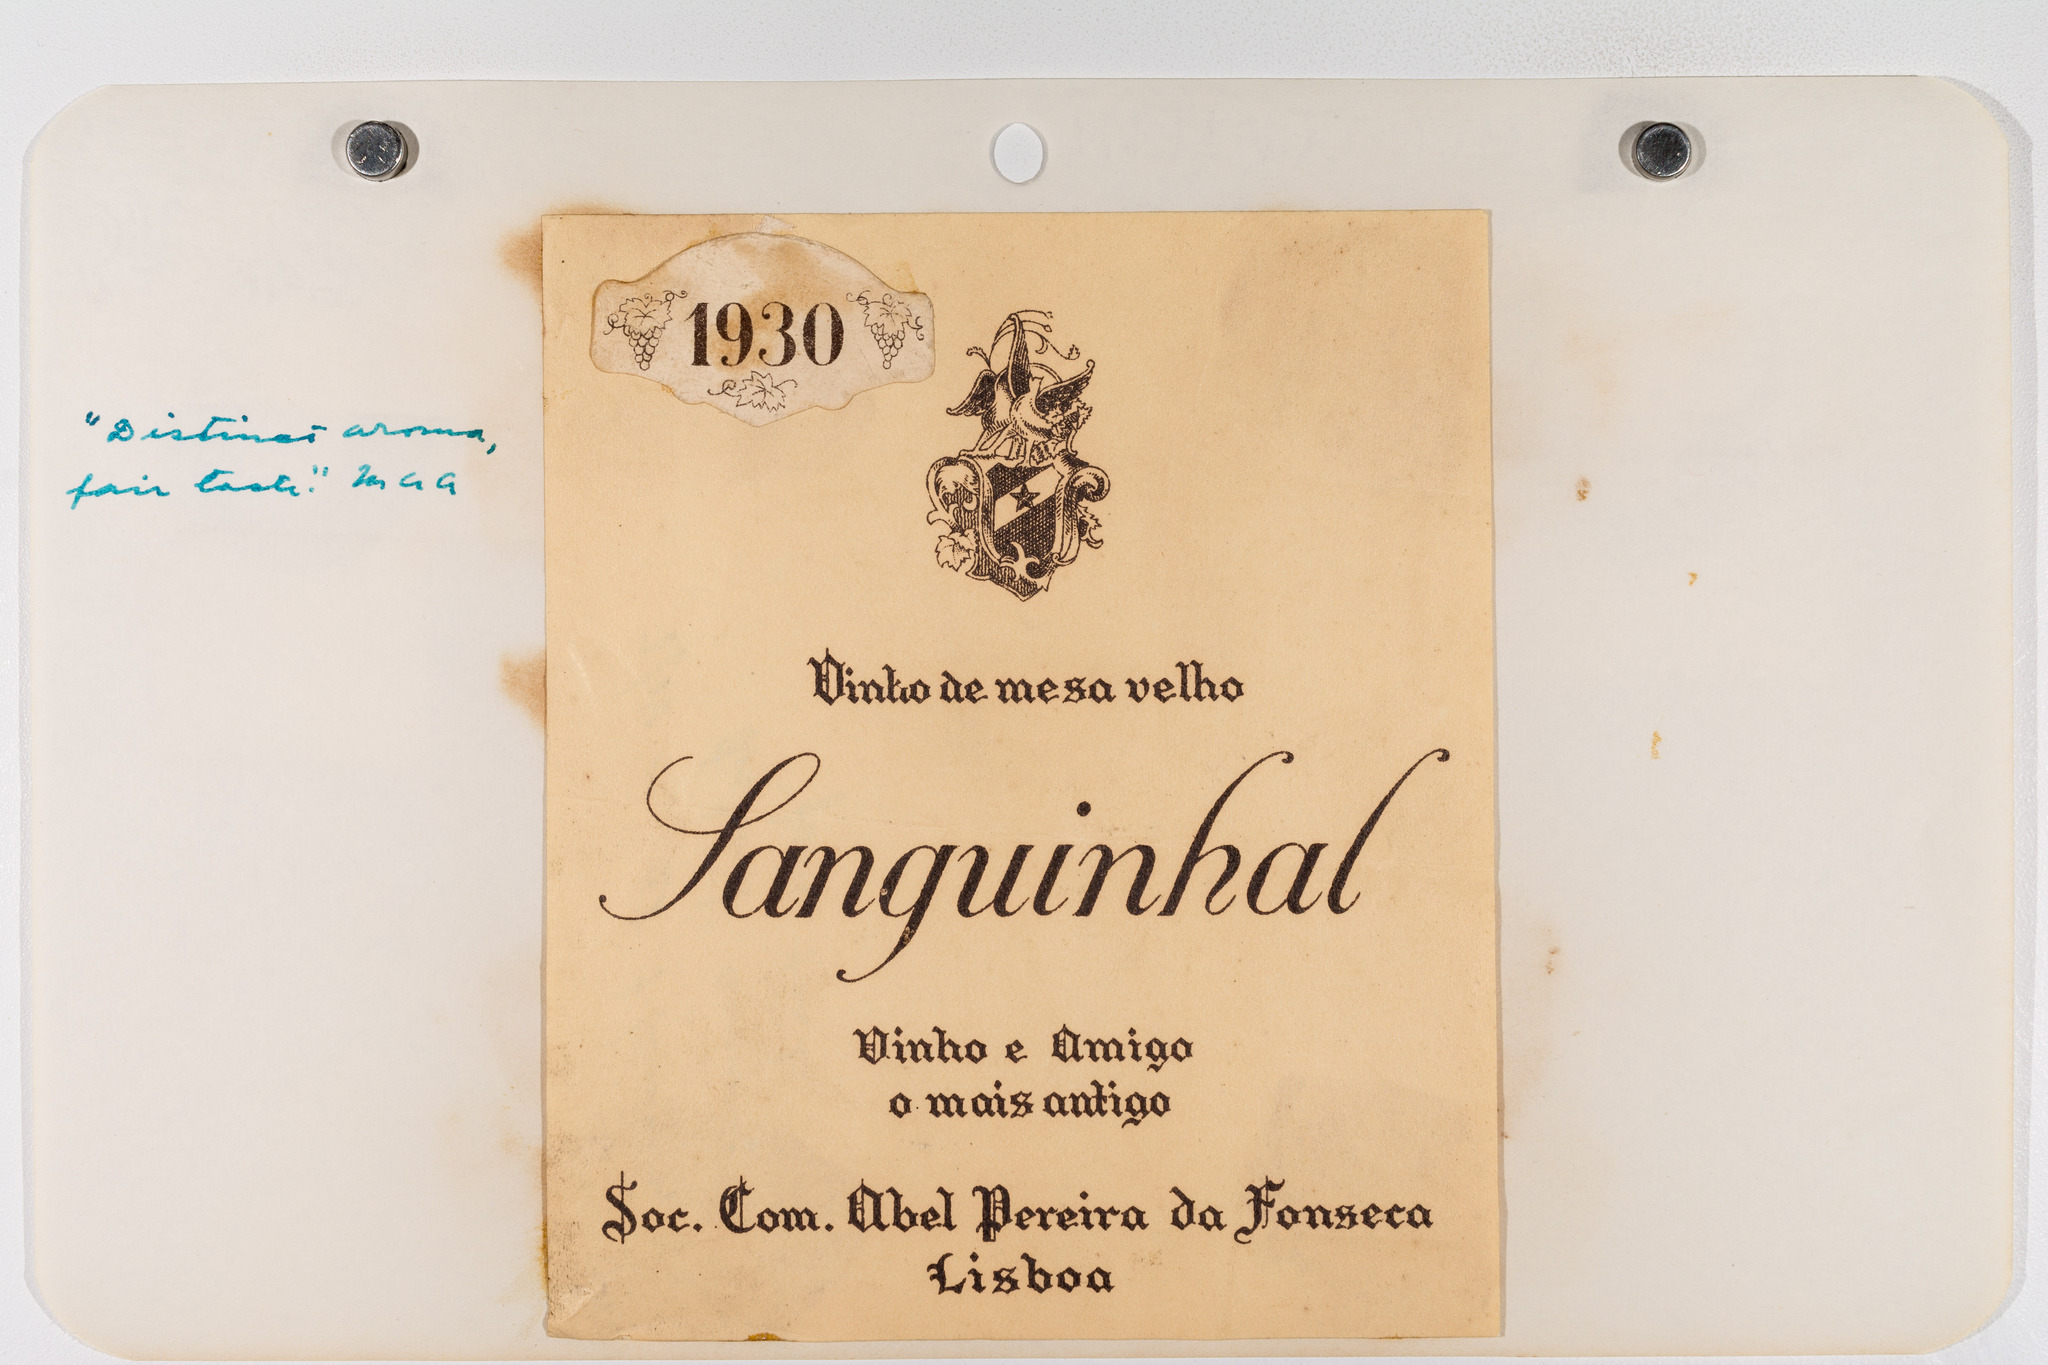 1930
"Distinct aroma,
fair taste." MAA
Vinho de mesa velho
Sanguinhal
Vinho e Amigo
o mais antigo
Soc. Com. Abel Pereira da Fonseca
Lisboa